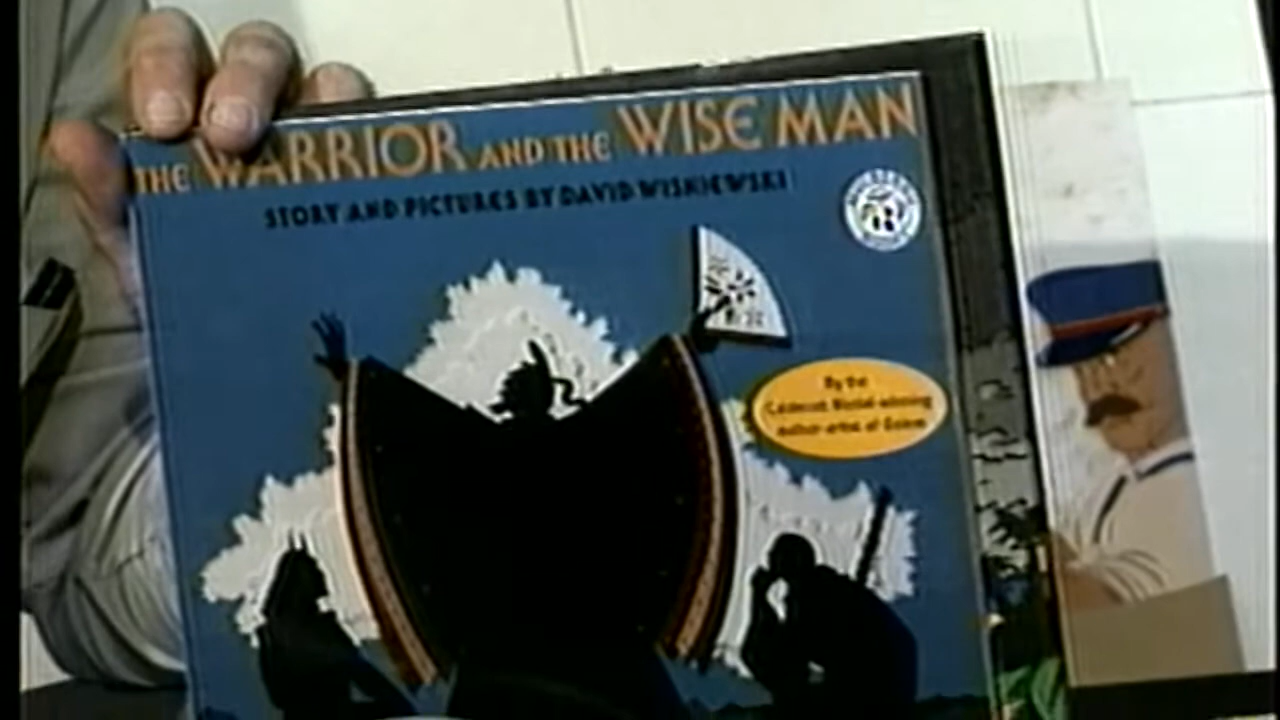 THE WARRIOR AND THE WISE MAN
STORY AND PICTURES BY DAVID WISNIEWSKI
By the
Caldecott Medal-winning
author-artist of Golem